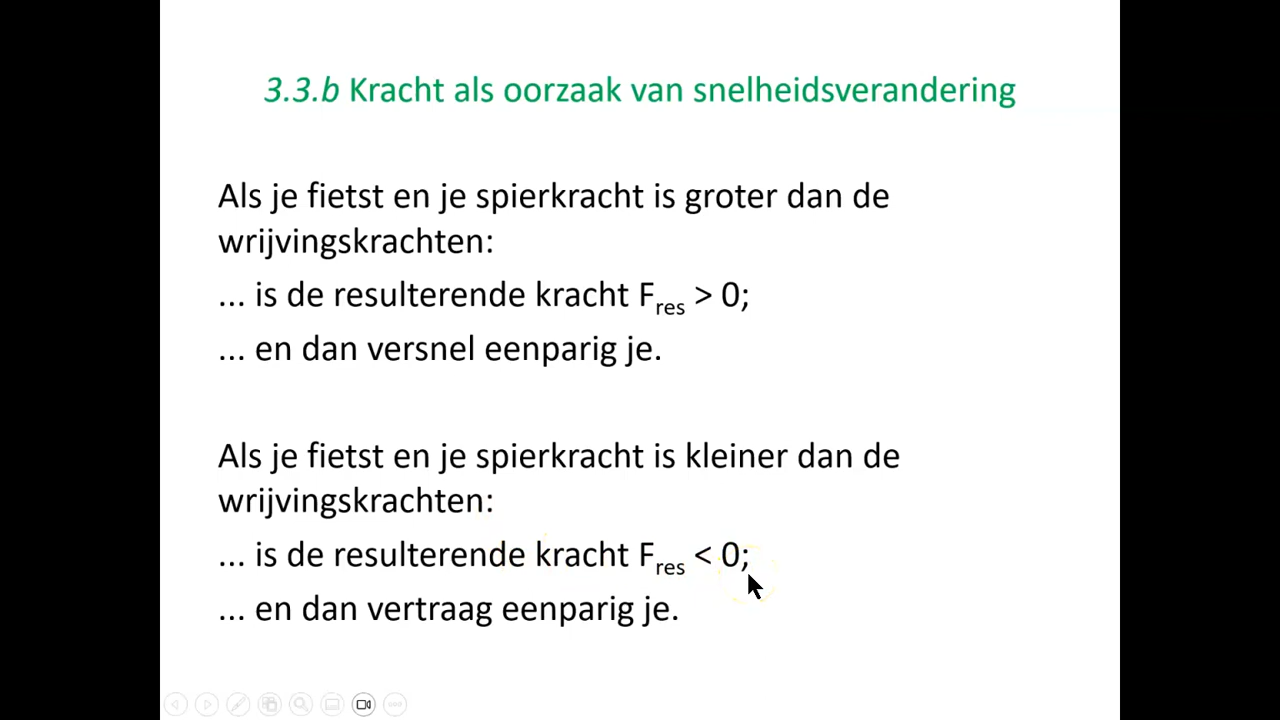 3.3.b Kracht als oorzaak van snelheidsverandering
Als je fietst en je spierkracht is groter dan de
wrijvingskrachten:
... is de resulterende kracht Fres > 0;
... en dan versnel eenparig je.
Als je fietst en je spierkracht is kleiner dan de
wrijvingskrachten:
... is de resulterende kracht Fres < 0;
... en dan vertraag eenparig je.